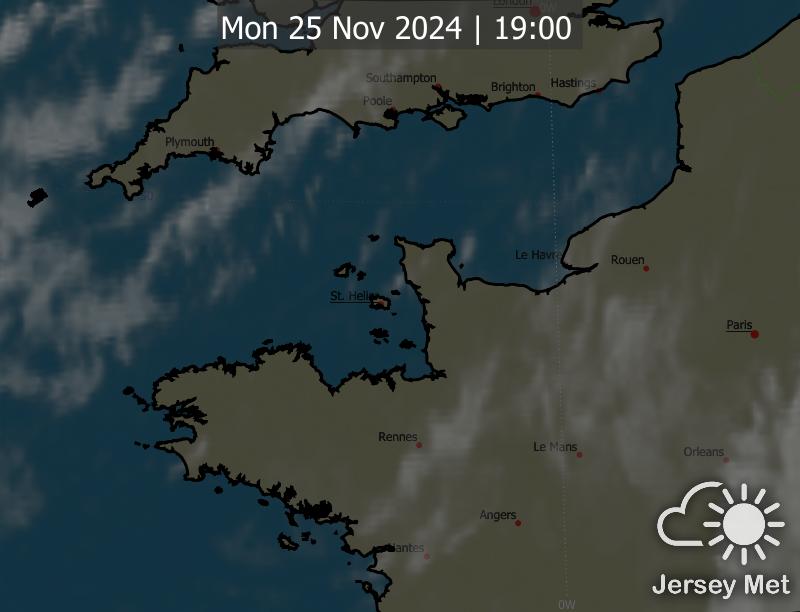 London
Mon 25 Nov 2024 | 19:00
Southampton
Brighton
Hastings
Poole
Plymouth
Le Havre
Rouen
St. Helier
Paris
Rennes
Le Mans
Orleans
Angers
Nantes
0W
Jersey Met